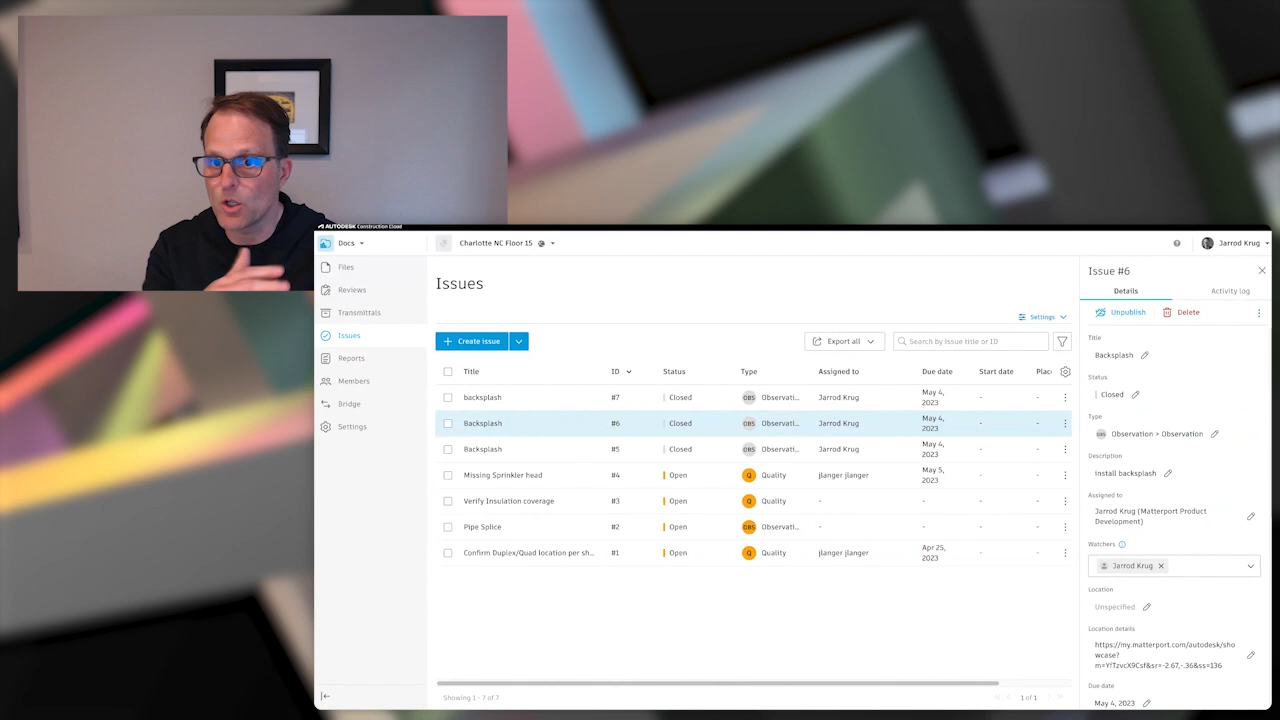 AUTODESK Construction Cloud
Docs
Charlotte NC Floor 15
Jarrod Krug
Files
Reviews
Transmittals
Issues
Reports
Members
Bridge
Settings
Issues
Settings
Create issue
Export all
Search by issue title or ID
Title ID Status Type Assigned to Due date Start date Plac
backsplash #7 Closed OBS Observati... Jarrod Krug May 4, 2023 - -
Backsplash #6 Closed OBS Observati... Jarrod Krug May 4, 2023 - -
Backsplash #5 Closed OBS Observati... Jarrod Krug May 4, 2023 - -
Missing Sprinkler head #4 Open Q Quality jlanger jlanger May 5, 2023 - -
Verify Insulation coverage #3 Open Q Quality - - -
Pipe Splice #2 Open OBS Observati... - - -
Confirm Duplex/Quad location per sh... #1 Open Q Quality jlanger jlanger Apr 25, 2023 - -
Showing 1 - 7 of 7
1 of 1
Issue #6
Details Activity log
Unpublish Delete
Title
Backsplash
Status
Closed
Type
OBS Observation > Observation
Description
install backsplash
Assigned to
Jarrod Krug (Matterport Product
Development)
Watchers
Jarrod Krug
Location
Unspecified
Location details
https://my.matterport.com/autodesk/sho
wcase?
m=YfTzvcX9Csf&sr=-2.67,-.36&ss=136
Due date
May 4, 2023